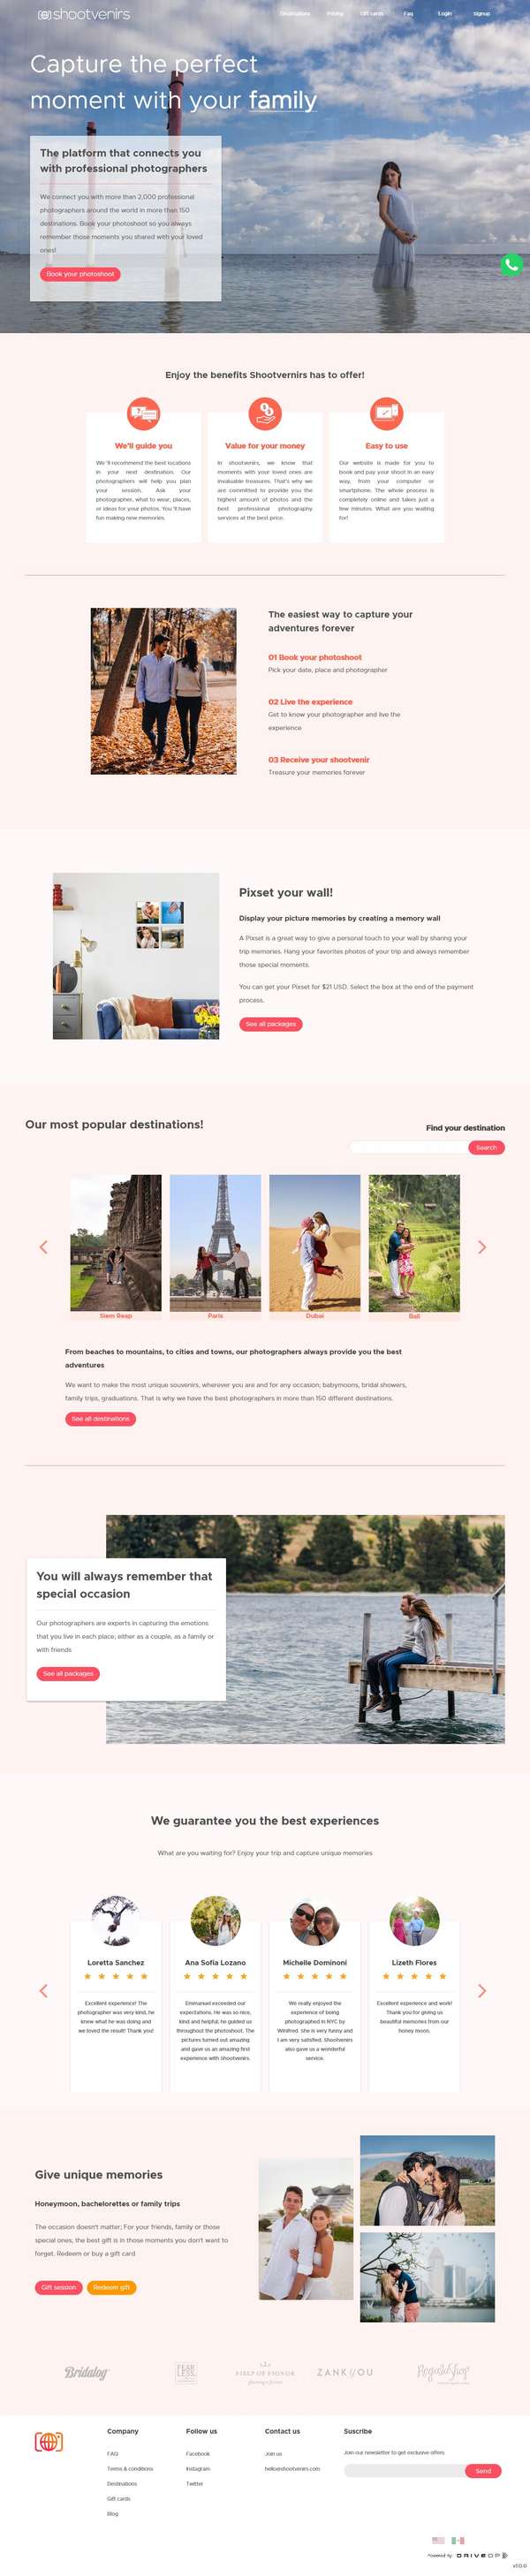 shootvenirs
Destinations Pricing Gift cards Faq Login Signup
Capture the perfect
moment with your family
The platform that connects you
with professional photographers
We connect you with more than 2,000 professional
photographers around the world in more than 150
destinations. Book your photoshoot so you always
remember those moments you shared with your loved
ones!
Book your photoshoot
Enjoy the benefits Shootvernirs has to offer!
We'll guide you
We 'll recommend the best locations
in your next destination. Our
photographers will help you plan
your session. Ask your
photographer, what to wear, places,
or ideas for your photos. You 'll have
fun making new memories.
Value for your money
In shootvenirs, we know that
moments with your loved ones are
invaluable treasures. That's why we
are committed to provide you the
highest amount of photos and the
best professional photography
services at the best price.
Easy to use
Our website is made for you to
book and pay your shoot in an easy
way, from your computer or
smartphone. The whole process is
completely online and takes just a
few minutes. What are you waiting
for!
The easiest way to capture your
adventures forever
01 Book your photoshoot
Pick your date, place and photographer
02 Live the experience
Get to know your photographer and live the
experience
03 Receive your shootvenir
Treasure your memories forever
Pixset your wall!
Display your picture memories by creating a memory wall
A Pixset is a great way to give a personal touch to your wall by sharing your
trip memories. Hang your favorites photos of your trip and always remember
those special moments.
You can get your Pixset for $21 USD. Select the box at the end of the payment
process.
See all packages
Our most popular destinations!
Find your destination
Search
Siem Reap Paris Dubai Bali
From beaches to mountains, to cities and towns, our photographers always provide you the best
adventures
We want to make the most unique souvenirs, wherever you are and for any occasion; babymoons, bridal showers,
family trips, graduations. That is why we have the best photographers in more than 150 different destinations.
See all destinations
You will always remember that
special occasion
Our photographers are experts in capturing the emotions
that you live in each place; either as a couple, as a family or
with friends
See all packages
We guarantee you the best experiences
What are you waiting for? Enjoy your trip and capture unique memories
Loretta Sanchez
Excellent experience! The
photographer was very kind, he
knew what he was doing and
we loved the result! Thank you!
Ana Sofia Lozano
Emmanuel exceeded our
expectations. He was so nice,
kind and helpful, he guided us
throughout the photoshoot. The
pictures turned out amazing
and gave us an amazing first
experience with Shootvenirs.
Michelle Dominoni
We really enjoyed the
experience of being
photographed in NYC by
Winifred. She is very funny and
I am very satisfied. Shootvenirs
also gave us a wonderful
service.
Lizeth Flores
Excellent experience and work!
Thank you for giving us
beautiful memories from our
honey moon.
Give unique memories
Honeymoon, bachelorettes or family trips
The occasion doesn't matter; For your friends, family or those
special ones, the best gift is in those moments you don't want to
forget. Redeem or buy a gift card
Gift session Redeem gift
Bridalog
ZANKYOU
Company
FAQ
Terms & conditions
Destinations
Gift cards
Blog
Follow us
Facebook
Instagram
Twitter
Contact us
Join us
hello@shootvenirs.com
Suscribe
Join our newsletter to get exclusive offers
Send
Powered by
v1.0.0